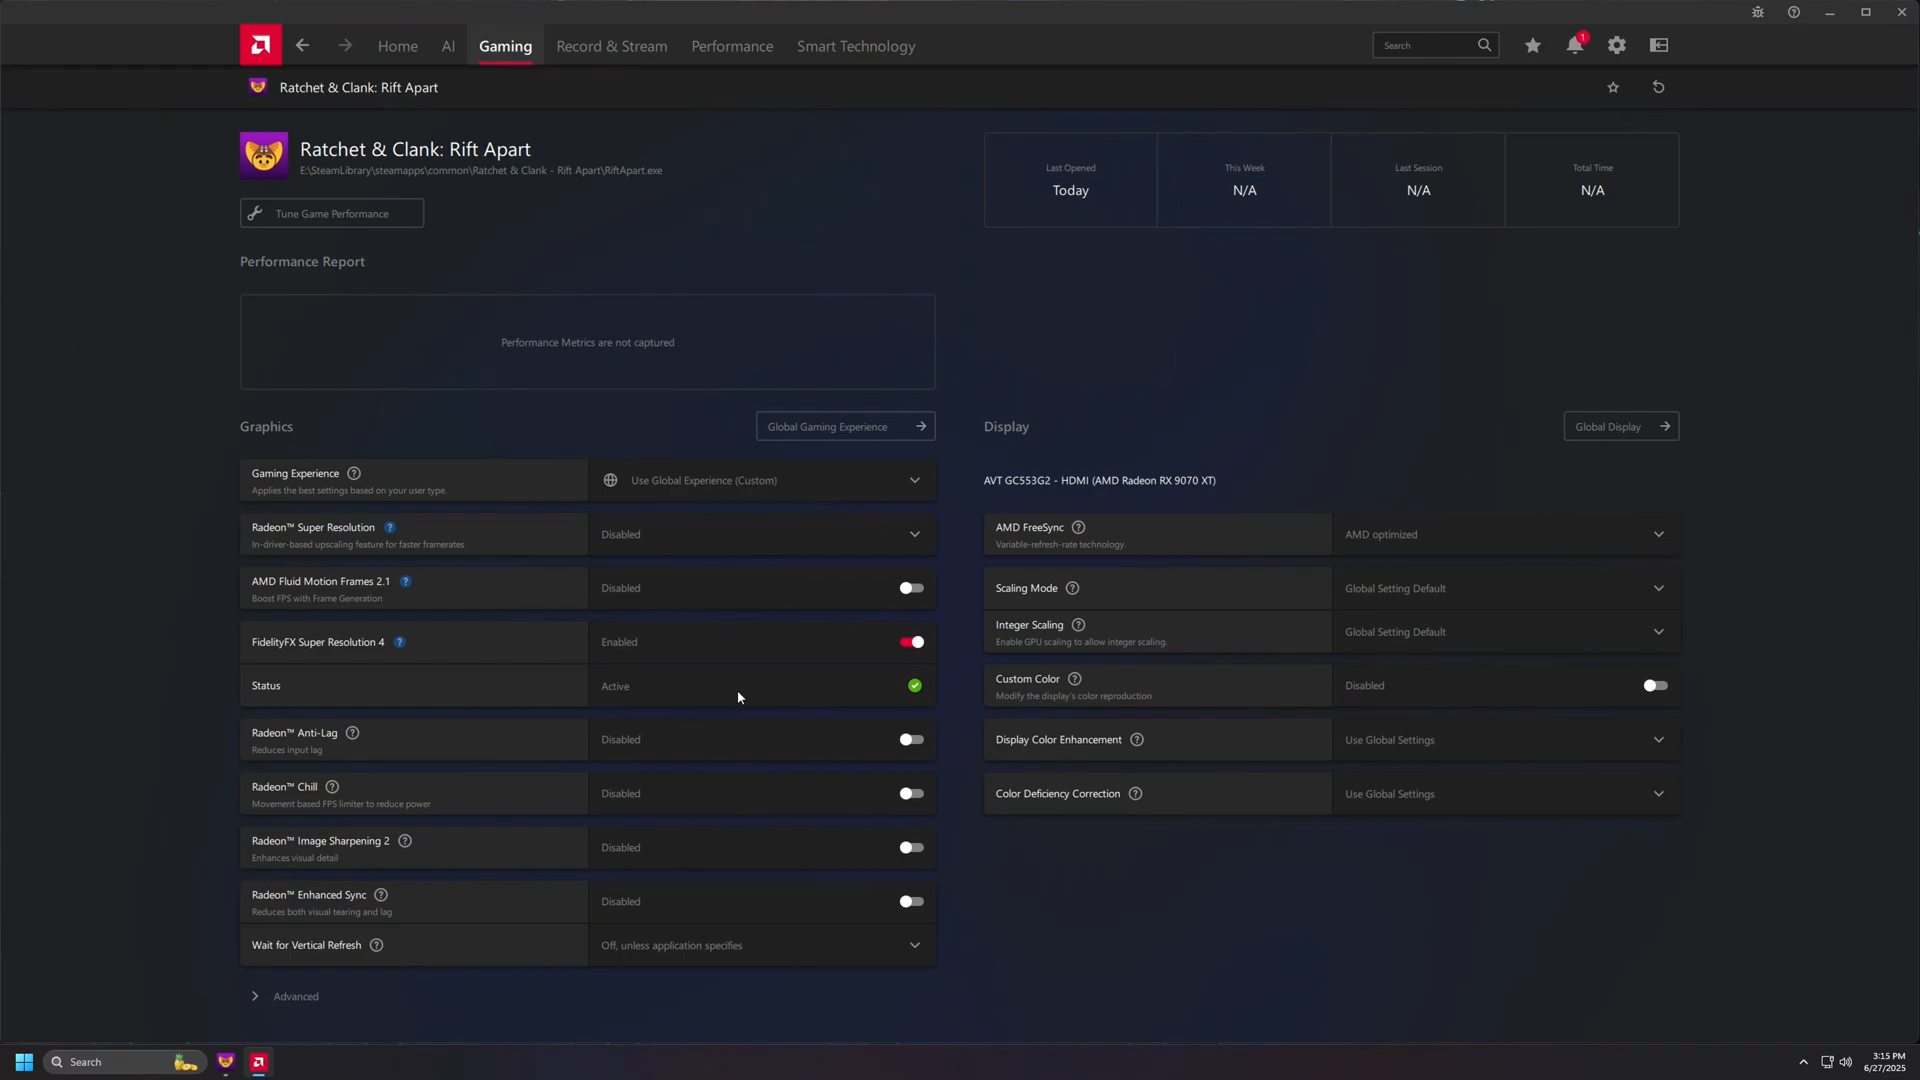 Home
AI
Gaming
Record & Stream
Performance
Smart Technology
Search
1
Ratchet & Clank: Rift Apart
Ratchet & Clank: Rift Apart
E:\SteamLibrary\steamapps\common\Ratchet & Clank - Rift Apart\RiftApart.exe
Tune Game Performance
Last Opened
Today
This Week
N/A
Last Session
N/A
Total Time
N/A
Performance Report
Performance Metrics are not captured
Graphics
Global Gaming Experience
Gaming Experience
Applies the best settings based on your user type.
Use Global Experience (Custom)
Radeon™ Super Resolution
In-driver-based upscaling feature for faster framerates
Disabled
AMD Fluid Motion Frames 2.1
Boost FPS with Frame Generation
Disabled
FidelityFX Super Resolution 4
Enabled
Status
Active
Radeon™ Anti-Lag
Reduces input lag
Disabled
Radeon™ Chill
Movement based FPS limiter to reduce power
Disabled
Radeon™ Image Sharpening 2
Enhances visual detail
Disabled
Radeon™ Enhanced Sync
Reduces both visual tearing and lag
Disabled
Wait for Vertical Refresh
Off, unless application specifies
Advanced
Display
Global Display
AVT GC553G2 - HDMI (AMD Radeon RX 9070 XT)
AMD FreeSync
Variable-refresh-rate technology.
AMD optimized
Scaling Mode
Global Setting Default
Integer Scaling
Enable GPU scaling to allow integer scaling.
Global Setting Default
Custom Color
Modify the display's color reproduction
Disabled
Display Color Enhancement
Use Global Settings
Color Deficiency Correction
Use Global Settings
Search
3:15 PM
6/27/2025